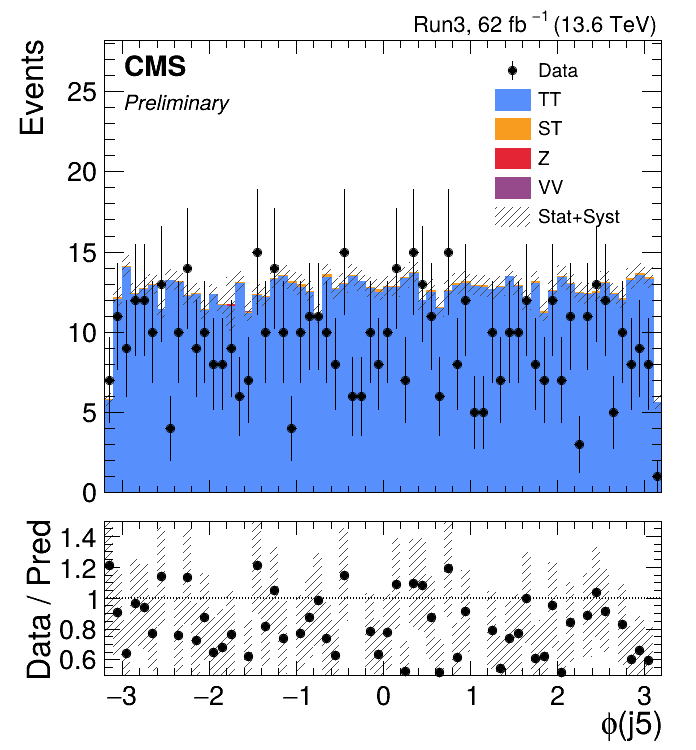 Run3, 62 fb⁻¹ (13.6 TeV)
CMS
Preliminary
Data
TT
ST
Z
VV
Stat+Syst
Events
25
20
15
10
5
0
Data / Pred
1.4
1.2
1
0.8
0.6
−3 −2 −1 0 1 2 3
ϕ(j5)